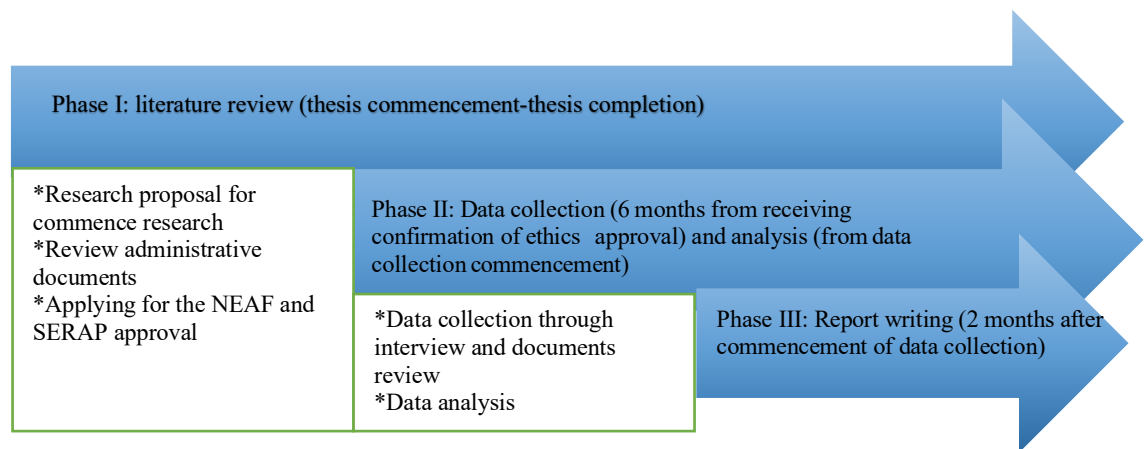 Phase I: literature review (thesis commencement-thesis completion)
*Research proposal for
commence research
*Review administrative
documents
*Applying for the NEAF and
SERAP approval
Phase II: Data collection (6 months from receiving
confirmation of ethics approval) and analysis (from data
collection commencement)
*Data collection through
interview and documents
review
*Data analysis
Phase III: Report writing (2 months after
commencement of data collection)